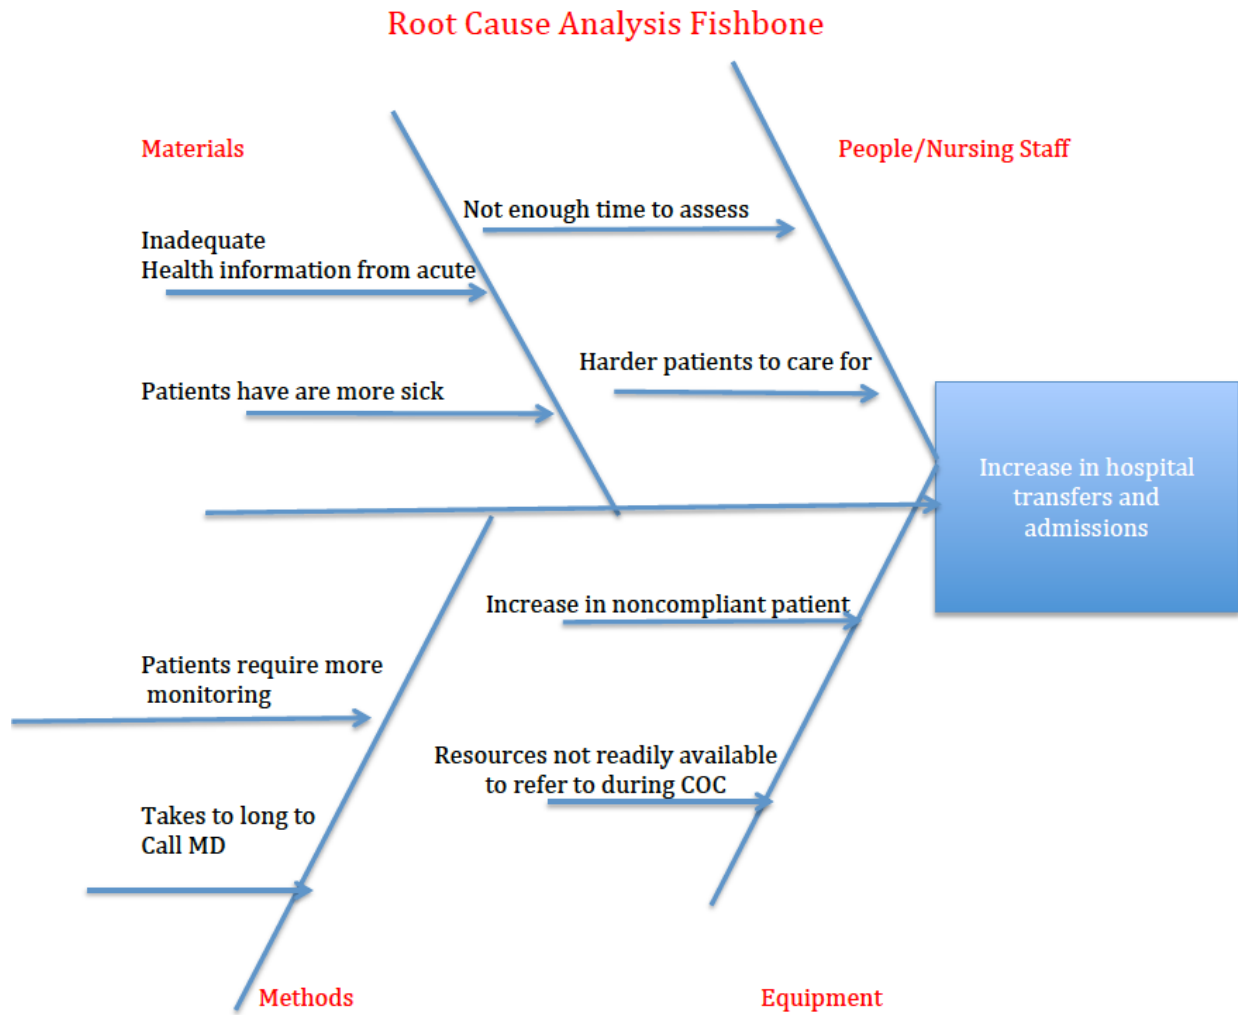 Root Cause Analysis Fishbone
Materials
People/Nursing Staff
Not enough time to assess
Inadequate
Health information from acute
Harder patients to care for
Patients have are more sick
Increase in hospital
transfers and
admissions
Increase in noncompliant patient
Patients require more
monitoring
Resources not readily available
to refer to during COC
Takes to long to
Call MD
Methods
Equipment